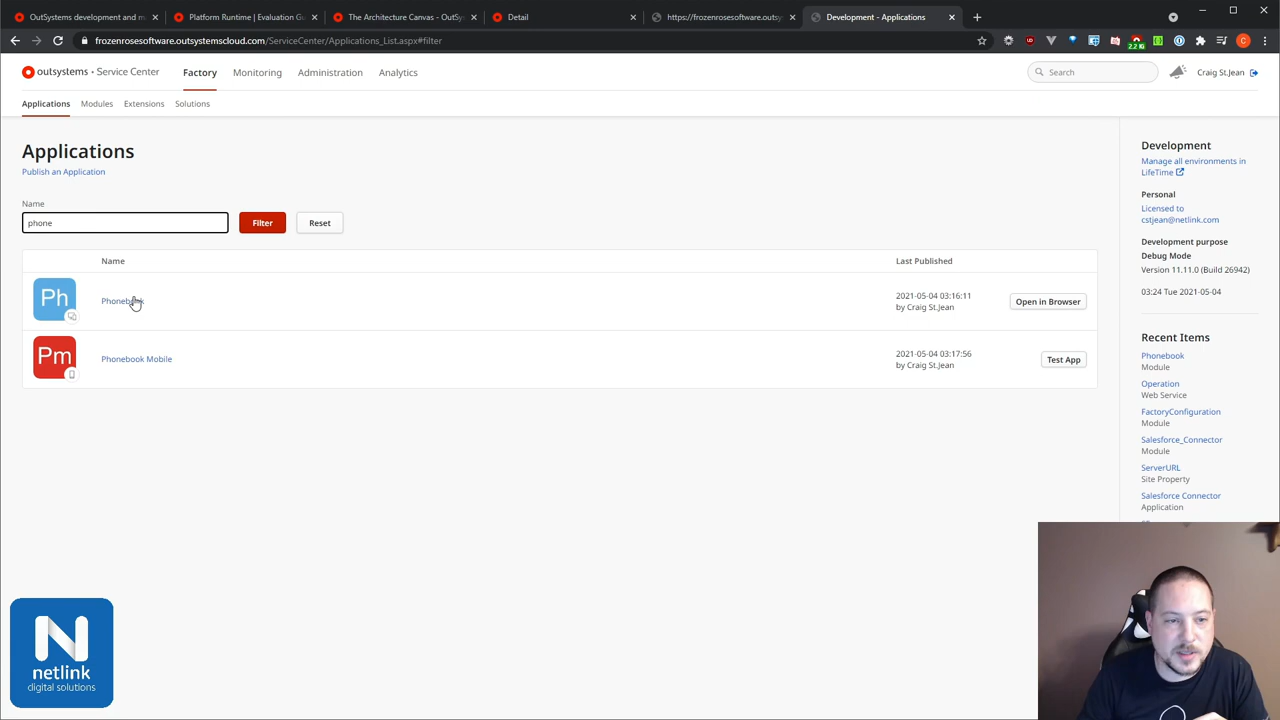 OutSystems development and m
Platform Runtime | Evaluation Gu
The Architecture Canvas - OutSy
Detail
https://frozenrosesoftware.outsy
Development - Applications
frozenrosesoftware.outsystemscloud.com/ServiceCenter/Applications_List.aspx#filter
2.2 G
C
outsystems • Service Center
Factory
Monitoring
Administration
Analytics
Search
Craig St.Jean
Applications
Modules
Extensions
Solutions
Applications
Publish an Application
Name
phone
Filter
Reset
Name
Last Published
Ph
Phonebook
2021-05-04 03:16:11
by Craig St.Jean
Open in Browser
Pm
Phonebook Mobile
2021-05-04 03:17:56
by Craig St.Jean
Test App
Development
Manage all environments in
LifeTime
Personal
Licensed to
cstjean@netlink.com
Development purpose
Debug Mode
Version 11.11.0 (Build 26942)
03:24 Tue 2021-05-04
Recent Items
Phonebook
Module
Operation
Web Service
FactoryConfiguration
Module
Salesforce_Connector
Module
ServerURL
Site Property
Salesforce Connector
Application
N
netlink
digital solutions